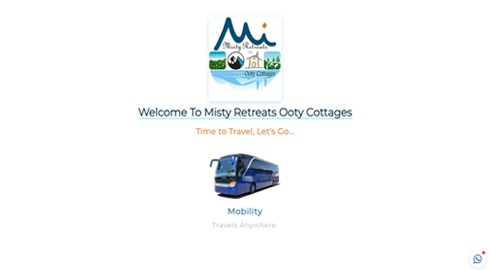 Mi
Misty Retreats
Ooty Cottages
Welcome To Misty Retreats Ooty Cottages
Time to Travel, Let's Go...
Mobility
Travels Anywhere.